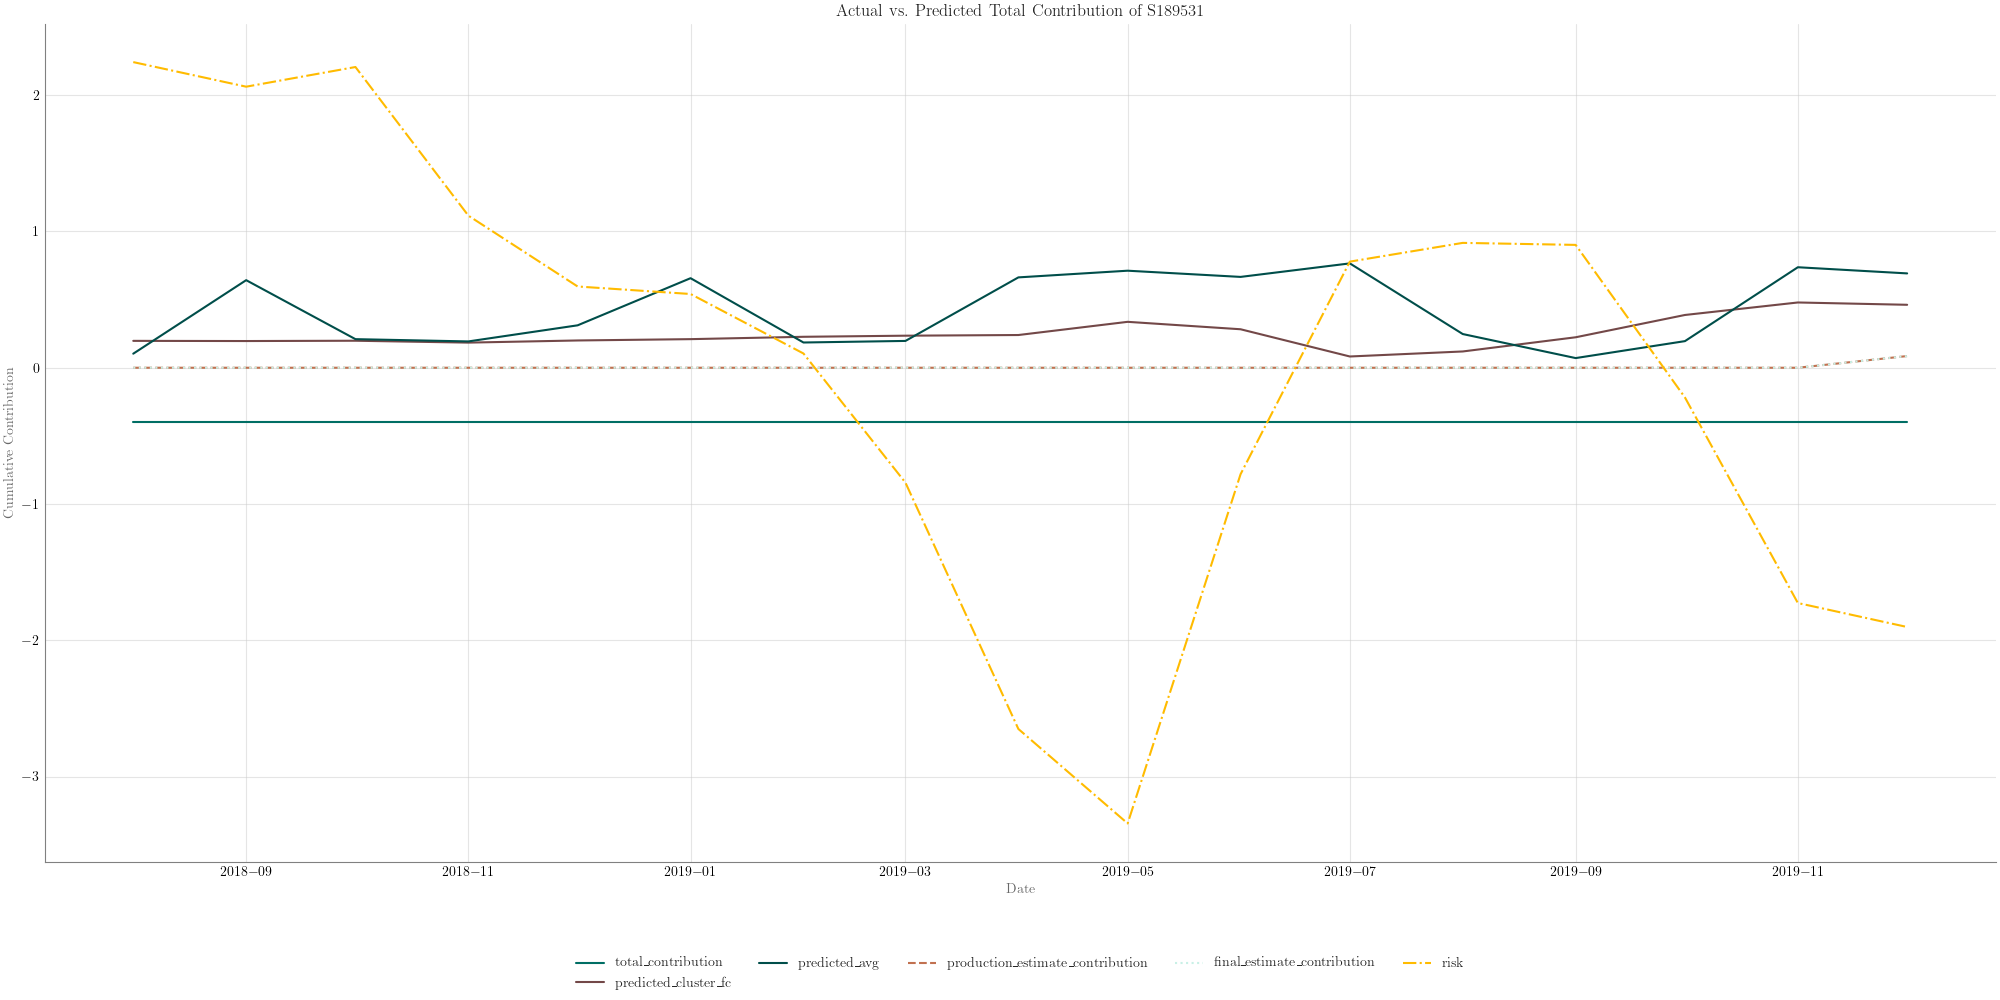 Actual vs. Predicted Total Contribution of S189531
Cumulative Contribution
2
1
0
−1
−2
−3
2018−09 2018−11 2019−01 2019−03 2019−05 2019−07 2019−09 2019−11
Date
total_contribution predicted_avg production_estimate_contribution final_estimate_contribution risk
predicted_cluster_fc